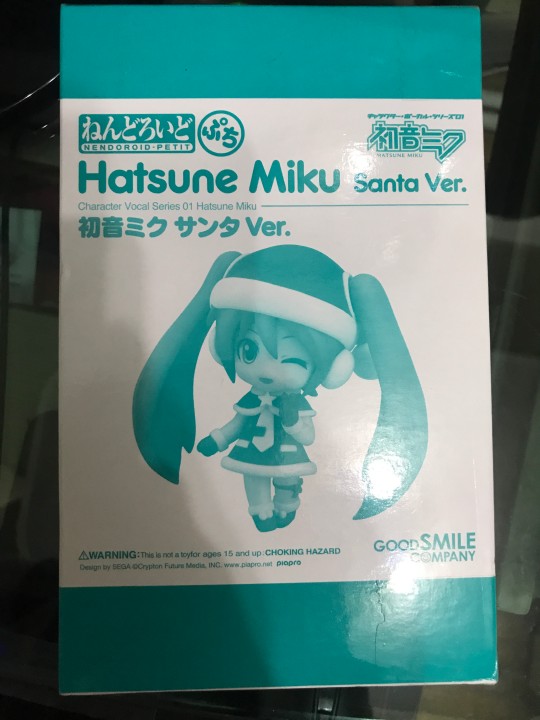 ねんどろいど
NENDOROID-PETIT
ぷち
キャラクター・ボーカル・シリーズ01
初音ミク
HATSUNE MIKU
Hatsune Miku Santa Ver.
Character Vocal Series 01 Hatsune Miku
初音ミク サンタ Ver.
⚠WARNING:This is not a toyfor ages 15 and up:CHOKING HAZARD
Design by SEGA ©Crypton Future Media, INC. www.piapro.net piapro
GOOD SMILE
COMPANY